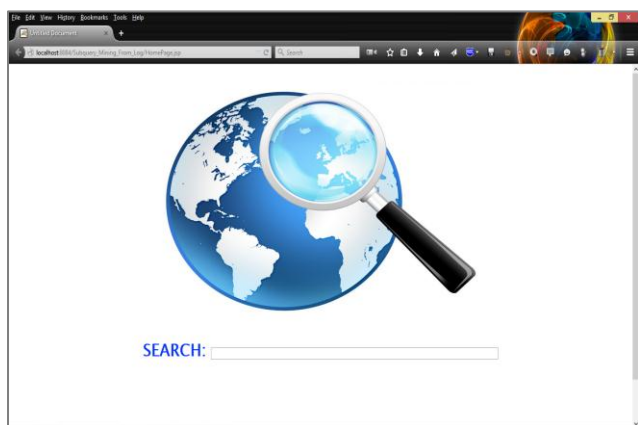 File Edit View History Bookmarks Tools Help
Untitled Document
localhost:8084/Subquery_Mining_From_Log/HomePage.jsp
Search
SEARCH: